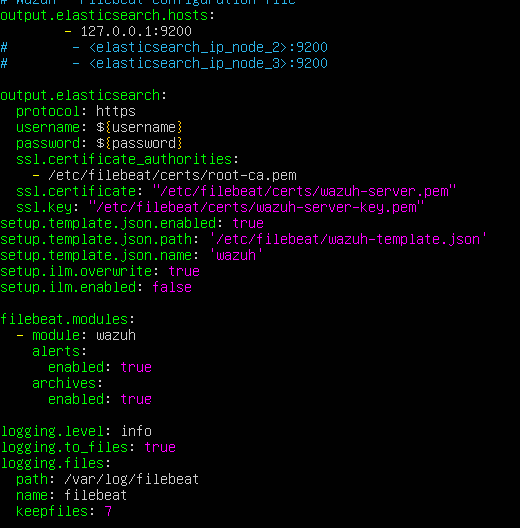 # Wazuh - Filebeat configuration file
output.elasticsearch.hosts:
        - 127.0.0.1:9200
#        - <elasticsearch_ip_node_2>:9200
#        - <elasticsearch_ip_node_3>:9200

output.elasticsearch:
  protocol: https
  username: ${username}
  password: ${password}
  ssl.certificate_authorities:
    - /etc/filebeat/certs/root-ca.pem
  ssl.certificate: "/etc/filebeat/certs/wazuh-server.pem"
  ssl.key: "/etc/filebeat/certs/wazuh-server-key.pem"
setup.template.json.enabled: true
setup.template.json.path: '/etc/filebeat/wazuh-template.json'
setup.template.json.name: 'wazuh'
setup.ilm.overwrite: true
setup.ilm.enabled: false

filebeat.modules:
  - module: wazuh
    alerts:
      enabled: true
    archives:
      enabled: true

logging.level: info
logging.to_files: true
logging.files:
  path: /var/log/filebeat
  name: filebeat
  keepfiles: 7